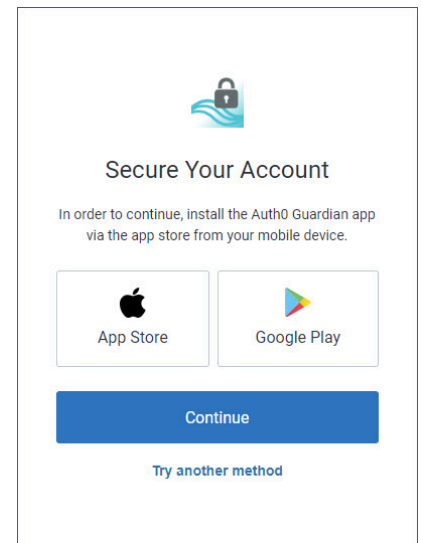 Secure Your Account
In order to continue, install the Auth0 Guardian app
via the app store from your mobile device.
App Store
Google Play
Continue
Try another method